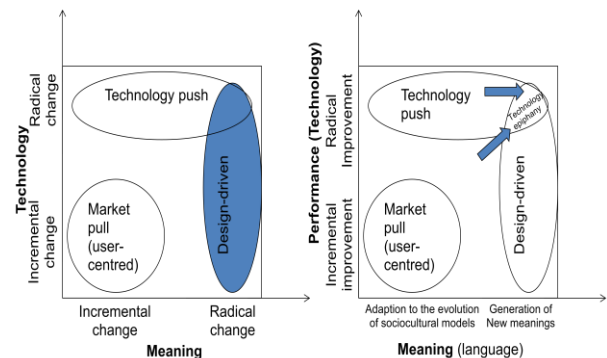 Technology
Radical
change
Incremental
change
Technology push
Design-driven
Market
pull
(user-
centred)
Incremental
change
Radical
change
Meaning
Performance (Technology)
Radical
Improvement
Incremental
improvement
Technology
push
Technology
epiphany
Design-driven
Market
pull
(user-
centred)
Adaption to the evolution
of sociocultural models
Generation of
New meanings
Meaning (language)